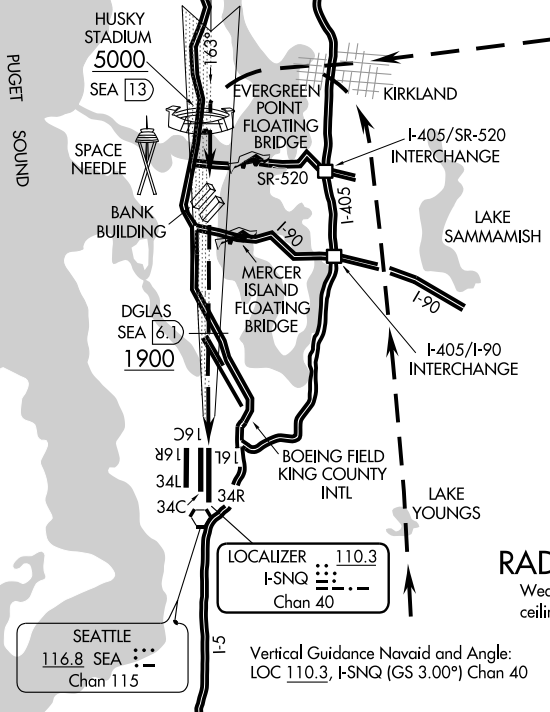 HUSKY
STADIUM
5000
SEA 13
163°
PUGET SOUND
EVERGREEN
POINT
FLOATING
BRIDGE
KIRKLAND
SPACE
NEEDLE
I-405/SR-520
INTERCHANGE
SR-520
I-405
BANK
BUILDING
I-90
LAKE
SAMMAMISH
MERCER
ISLAND
FLOATING
BRIDGE
I-90
DGLAS
SEA 6.1
1900
I-405/I-90
INTERCHANGE
16R
16C
16L
34L
34C
34R
BOEING FIELD
KING COUNTY
INTL
LAKE
YOUNGS
LOCALIZER 110.3
I-SNQ
Chan 40
RAD
Wea
ceilin
SEATTLE
116.8 SEA
Chan 115
I-5
Vertical Guidance Navaid and Angle:
LOC 110.3, I-SNQ (GS 3.00°) Chan 40